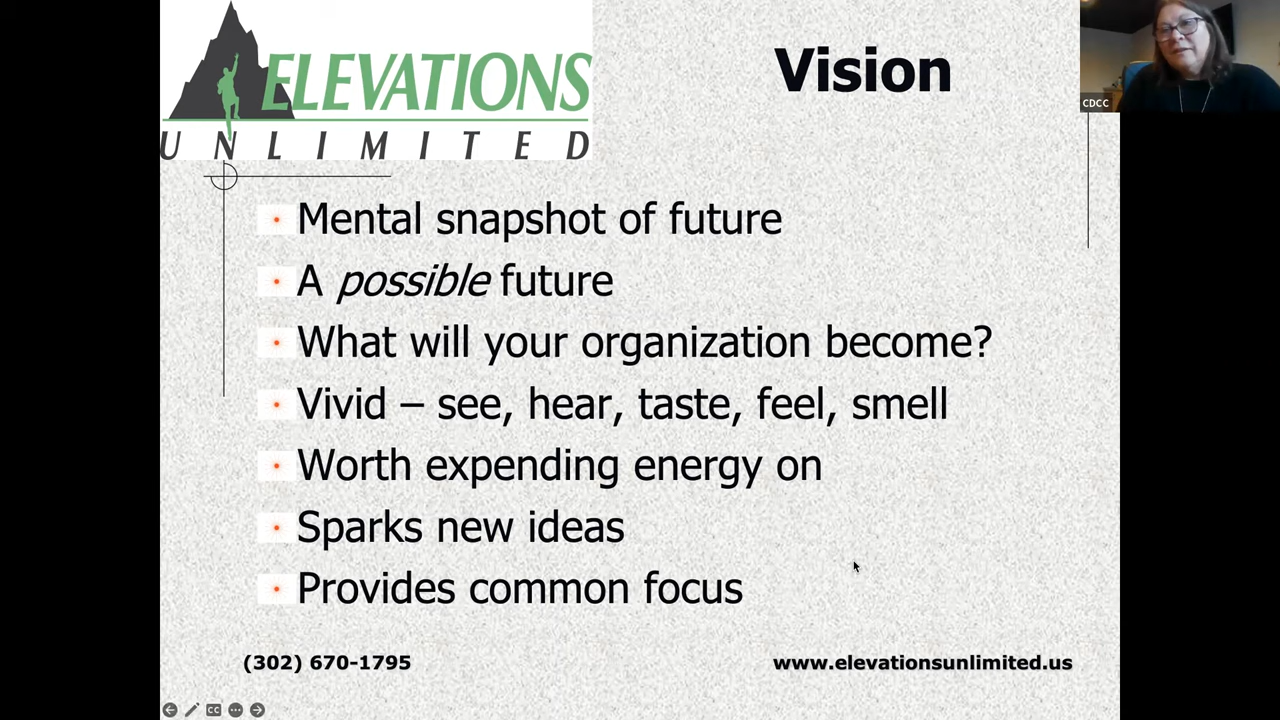 ELEVATIONS
UNLIMITED
Vision
CDCC
Mental snapshot of future
A possible future
What will your organization become?
Vivid – see, hear, taste, feel, smell
Worth expending energy on
Sparks new ideas
Provides common focus
(302) 670-1795
www.elevationsunlimited.us
CC